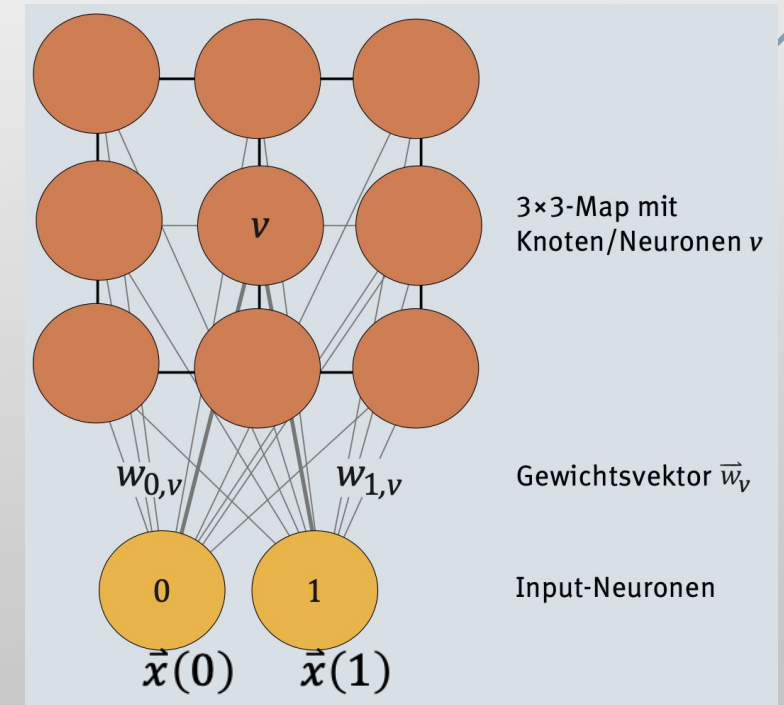 v
3×3-Map mit
Knoten/Neuronen v
w₀,ᵥ
w₁,ᵥ
Gewichtsvektor w⃗ᵥ
0
1
Input-Neuronen
x⃗(0)
x⃗(1)